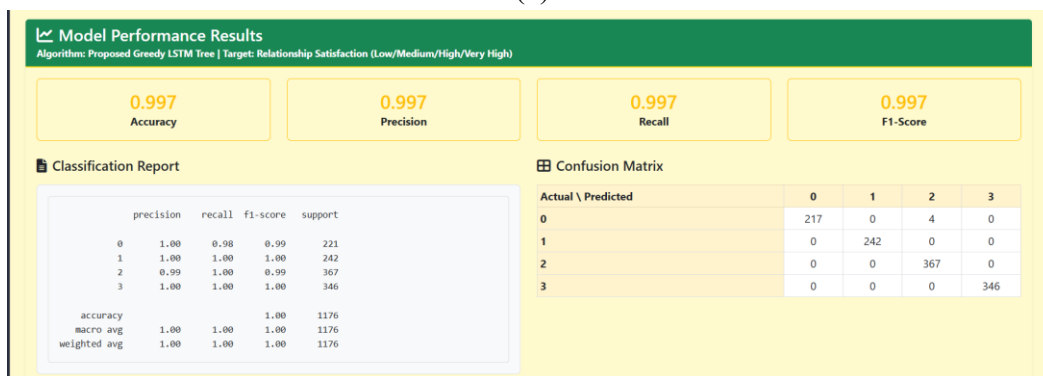 Model Performance Results
Algorithm: Proposed Greedy LSTM Tree | Target: Relationship Satisfaction (Low/Medium/High/Very High)
0.997 0.997 0.997 0.997
Accuracy Precision Recall F1-Score
Classification Report
precision recall f1-score support
0 1.00 0.98 0.99 221
1 1.00 1.00 1.00 242
2 0.99 1.00 0.99 367
3 1.00 1.00 1.00 346
accuracy 1.00 1176
macro avg 1.00 1.00 1.00 1176
weighted avg 1.00 1.00 1.00 1176
Confusion Matrix
Actual \ Predicted 0 1 2 3
0 217 0 4 0
1 0 242 0 0
2 0 0 367 0
3 0 0 0 346